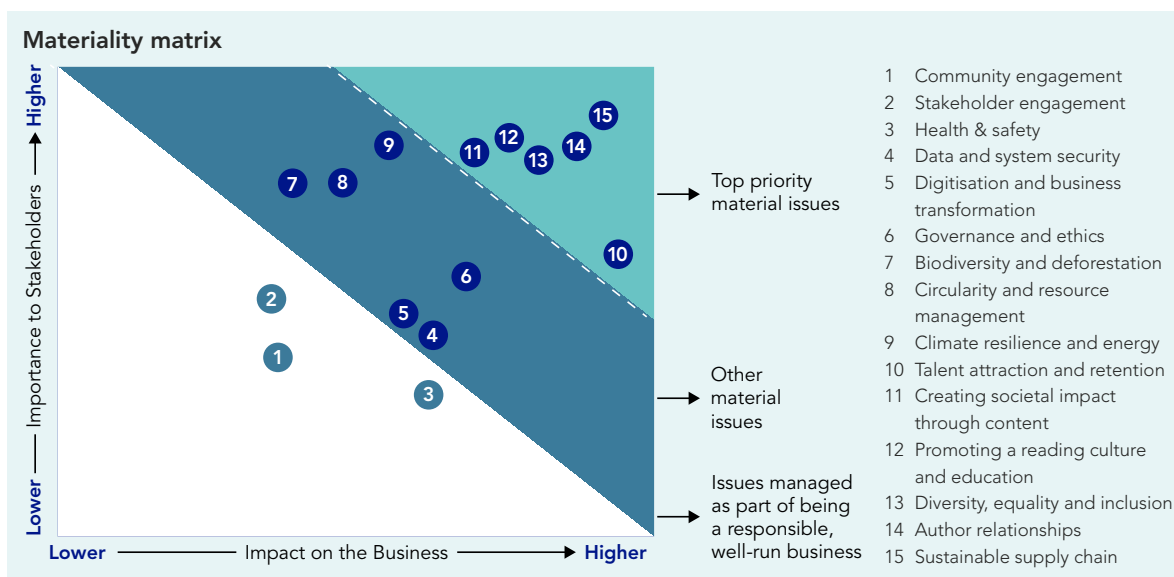 Materiality matrix
Higher
Importance to Stakeholders
Lower
15
12
11
14
13
9
7
8
10
6
2
5
4
1
3
Lower
Impact on the Business
Higher
Top priority
material issues
Other
material
issues
Issues managed
as part of being
a responsible,
well-run business
1 Community engagement
2 Stakeholder engagement
3 Health & safety
4 Data and system security
5 Digitisation and business
transformation
6 Governance and ethics
7 Biodiversity and deforestation
8 Circularity and resource
management
9 Climate resilience and energy
10 Talent attraction and retention
11 Creating societal impact
through content
12 Promoting a reading culture
and education
13 Diversity, equality and inclusion
14 Author relationships
15 Sustainable supply chain